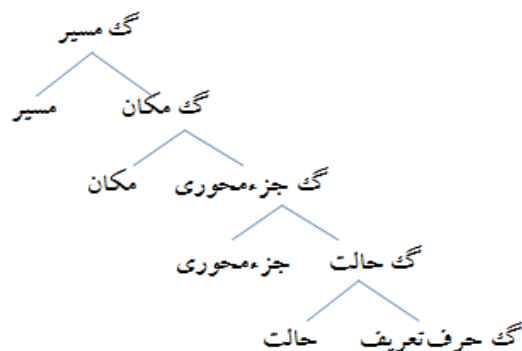 گ مسیر
گ مکان مسیر
گ جزءمحوری مکان
گ حالت جزءمحوری
گ حرف‌تعریف حالت